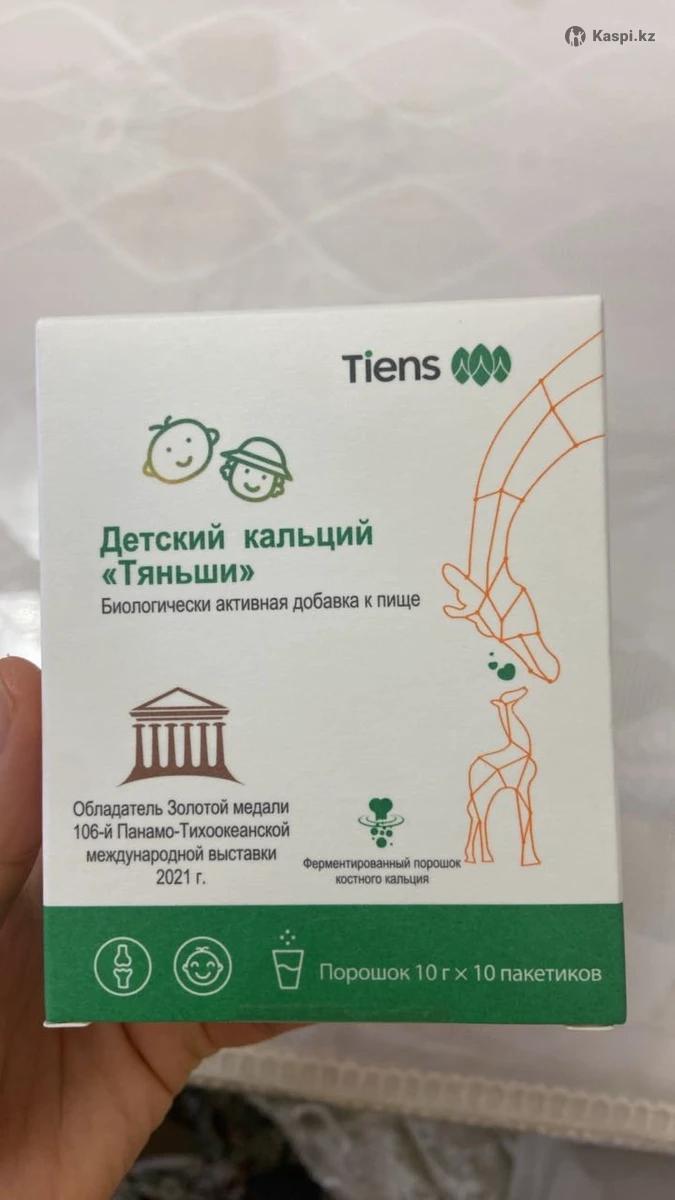 Kaspi.kz
Tiens
Детский кальций
«Тяньши»
Биологически активная добавка к пище
Обладатель Золотой медали
106-й Панамо-Тихоокеанской
международной выставки
2021 г.
Ферментированный порошок
костного кальция
Порошок 10 г × 10 пакетиков